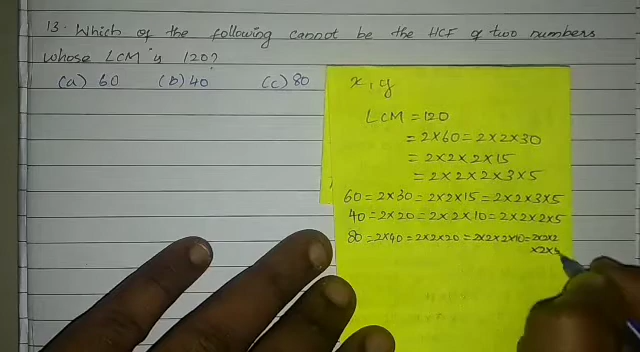 13. Which of the following cannot be the HCF of two numbers
whose LCM is 120?
(a) 60 (b) 40 (c) 80
x, y
LCM = 120
= 2×60 = 2×2×30
= 2×2×2×15
= 2×2×2×3×5
60 = 2×30 = 2×2×15 = 2×2×3×5
40 = 2×20 = 2×2×10 = 2×2×2×5
80 = 2×40 = 2×2×20 = 2×2×2×10 = 2×2×2
×2×